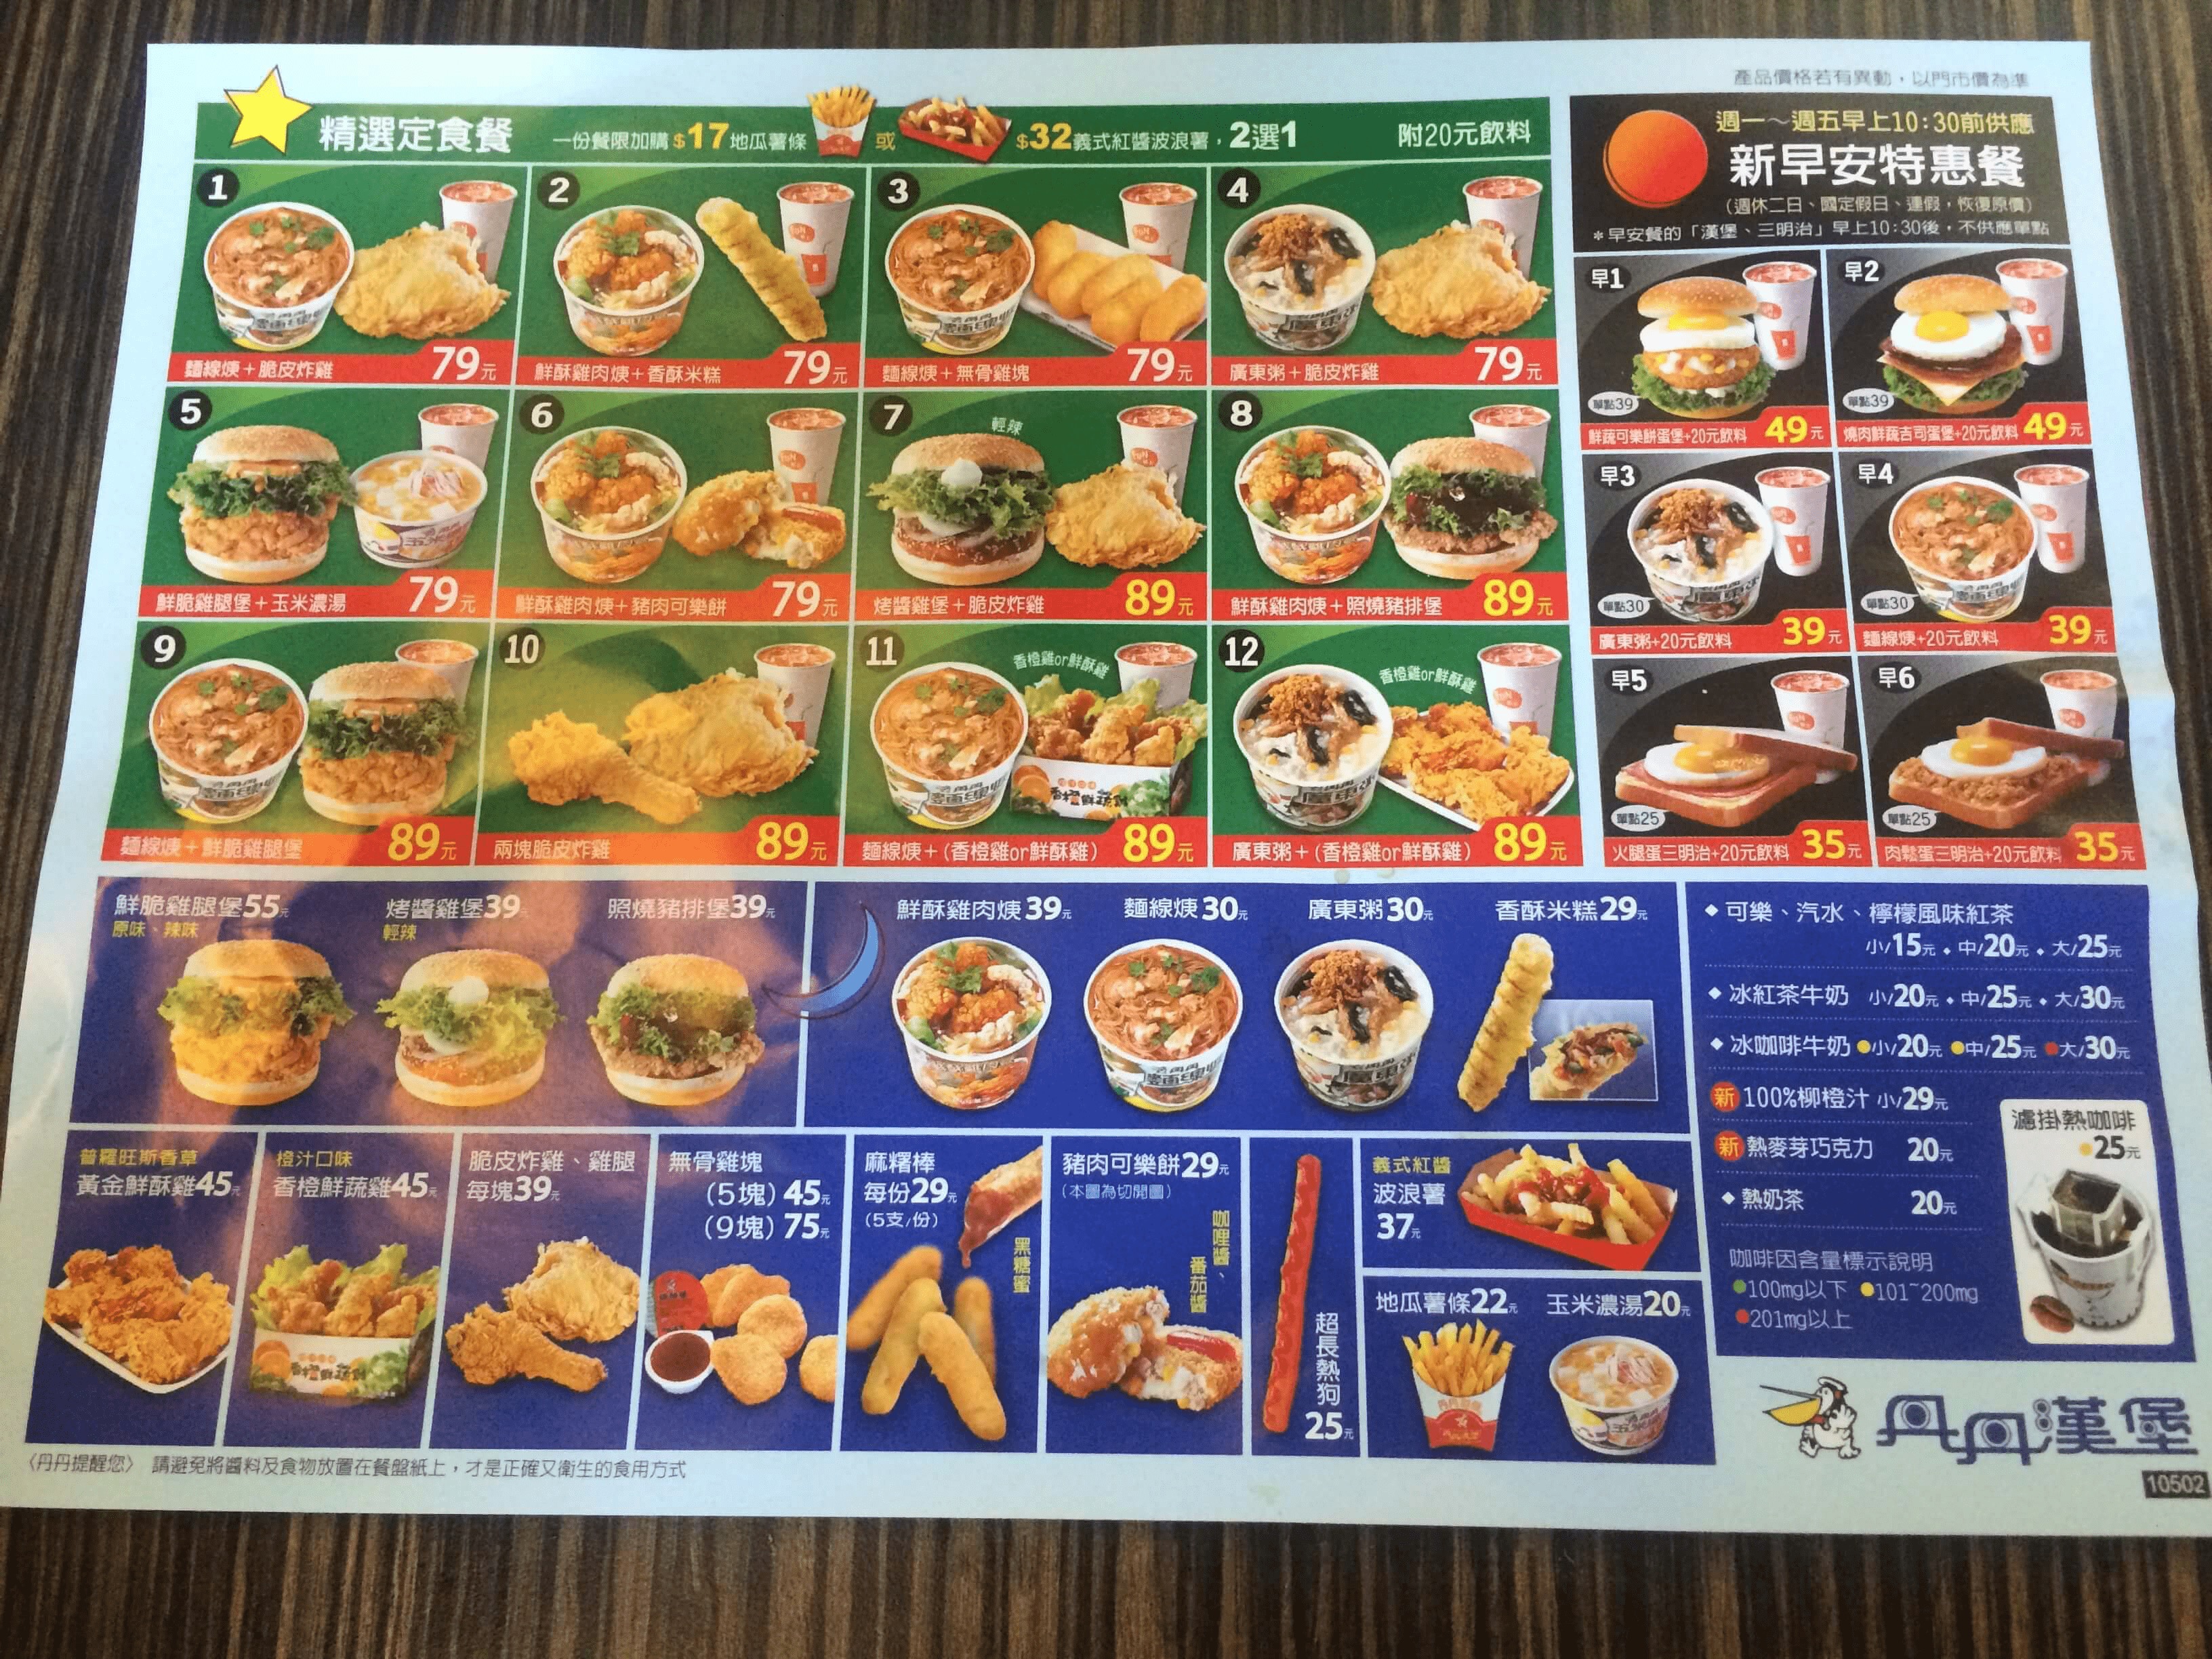 產品價格若有異動，以門市價為準
精選定食餐
一份餐限加購$17地瓜薯條 或 $32義式紅醬波浪薯，2選1
附20元飲料
1
麵線焿＋脆皮炸雞 79元
2
鮮酥雞肉焿＋香酥米糕 79元
3
麵線焿＋無骨雞塊 79元
4
廣東粥＋脆皮炸雞 79元
5
鮮脆雞腿堡＋玉米濃湯 79元
6
鮮酥雞肉焿＋豬肉可樂餅 79元
7
輕辣
烤醬雞堡＋脆皮炸雞 89元
8
鮮酥雞肉焿＋照燒豬排堡 89元
9
麵線焿＋鮮脆雞腿堡 89元
10
兩塊脆皮炸雞 89元
11
香橙雞or鮮酥雞
麵線焿＋(香橙雞or鮮酥雞) 89元
12
香橙雞or鮮酥雞
廣東粥＋(香橙雞or鮮酥雞) 89元
週一～週五早上10:30前供應
新早安特惠餐
(週休二日、國定假日、連假，恢復原價)
＊早安餐的「漢堡、三明治」早上10:30後，不供應單點
早1
單點39
鮮蔬可樂餅蛋堡+20元飲料 49元
早2
單點39
燒肉鮮蔬吉司蛋堡+20元飲料 49元
早3
單點30
廣東粥+20元飲料 39元
早4
單點30
麵線焿+20元飲料 39元
早5
單點25
火腿蛋三明治+20元飲料 35元
早6
單點25
肉鬆蛋三明治+20元飲料 35元
鮮脆雞腿堡55元
原味、辣味
烤醬雞堡39元
輕辣
照燒豬排堡39元
鮮酥雞肉焿39元
麵線焿30元
廣東粥30元
香酥米糕29元
普羅旺斯香草
黃金鮮酥雞45元
橙汁口味
香橙鮮蔬雞45元
脆皮炸雞、雞腿
每塊39元
無骨雞塊
(5塊)45元
(9塊)75元
麻糬棒
每份29元
(5支/份)
黑糖蜜
豬肉可樂餅29元
(本圖為切開圖)
咖哩醬、
番茄醬
超長熱狗
25元
義式紅醬
波浪薯
37元
地瓜薯條22元
玉米濃湯20元
◆可樂、汽水、檸檬風味紅茶
小/15元◆中/20元◆大/25元
◆冰紅茶牛奶 小/20元◆中/25元◆大/30元
◆冰咖啡牛奶●小/20元 ●中/25元 ●大/30元
新 100%柳橙汁 小/29元
新 熱麥芽巧克力 20元
◆熱奶茶 20元
咖啡因含量標示說明
●100mg以下 ●101~200mg
●201mg以上
濾掛熱咖啡
●25元
丹丹漢堡
10502
〈丹丹提醒您〉 請避免將醬料及食物放置在餐盤紙上，才是正確又衛生的食用方式